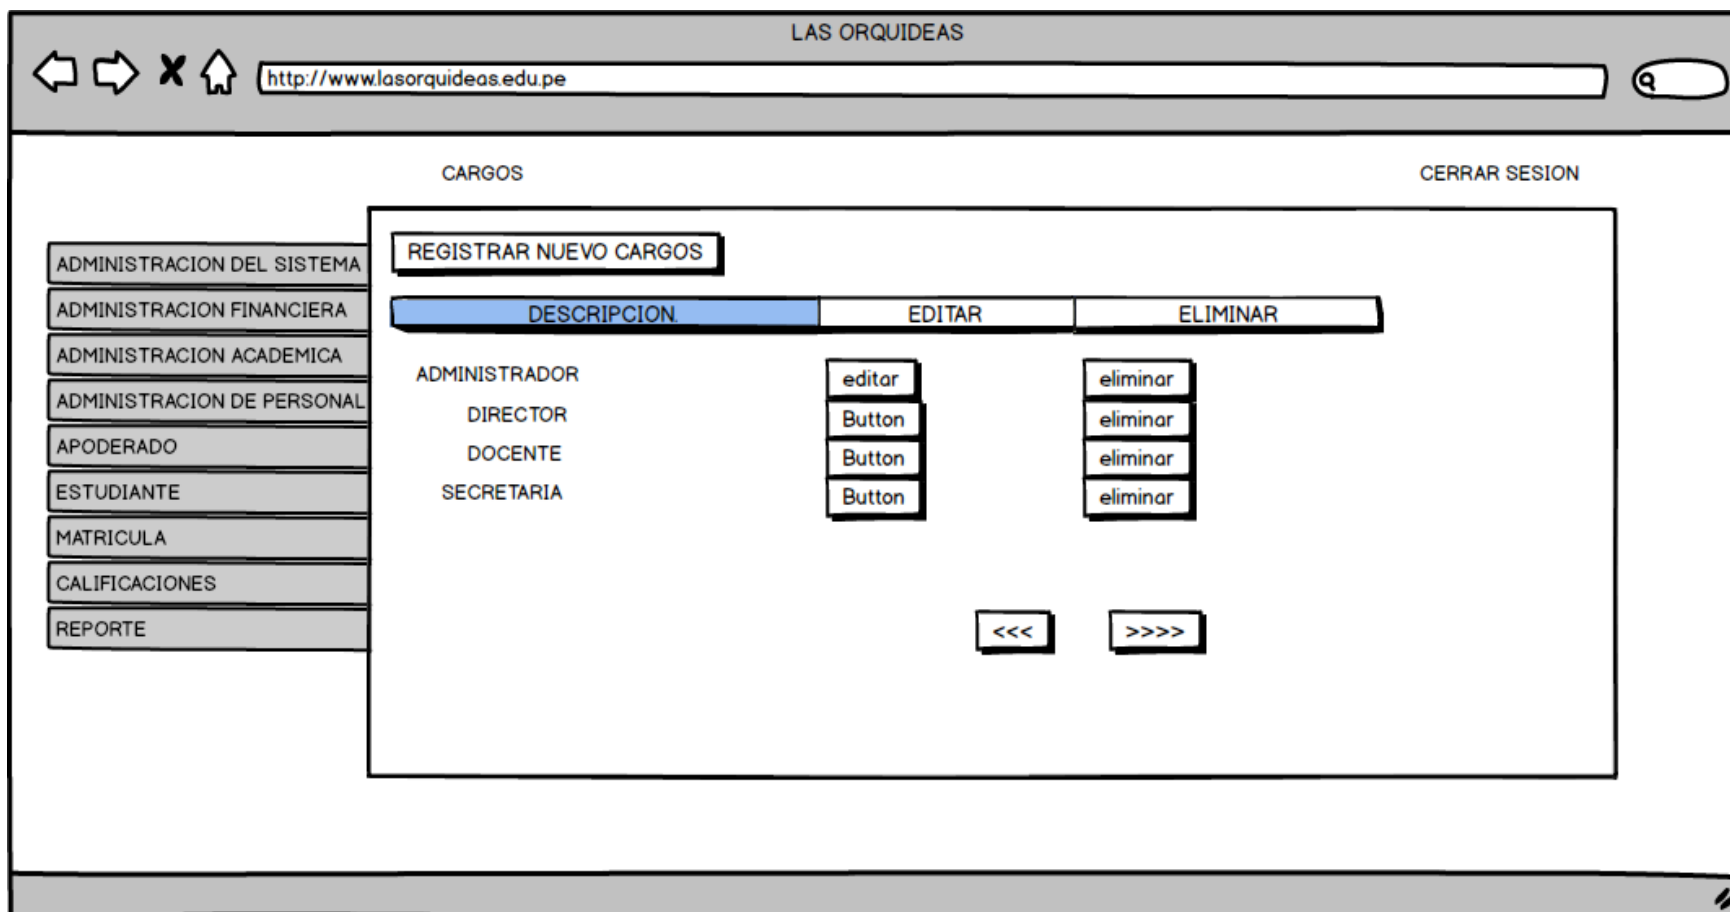 LAS ORQUIDEAS
http://www.lasorquideas.edu.pe
CARGOS
CERRAR SESION
ADMINISTRACION DEL SISTEMA
ADMINISTRACION FINANCIERA
ADMINISTRACION ACADEMICA
ADMINISTRACION DE PERSONAL
APODERADO
ESTUDIANTE
MATRICULA
CALIFICACIONES
REPORTE
REGISTRAR NUEVO CARGOS
DESCRIPCION. EDITAR ELIMINAR
ADMINISTRADOR editar eliminar
DIRECTOR Button eliminar
DOCENTE Button eliminar
SECRETARIA Button eliminar
<<< >>>>